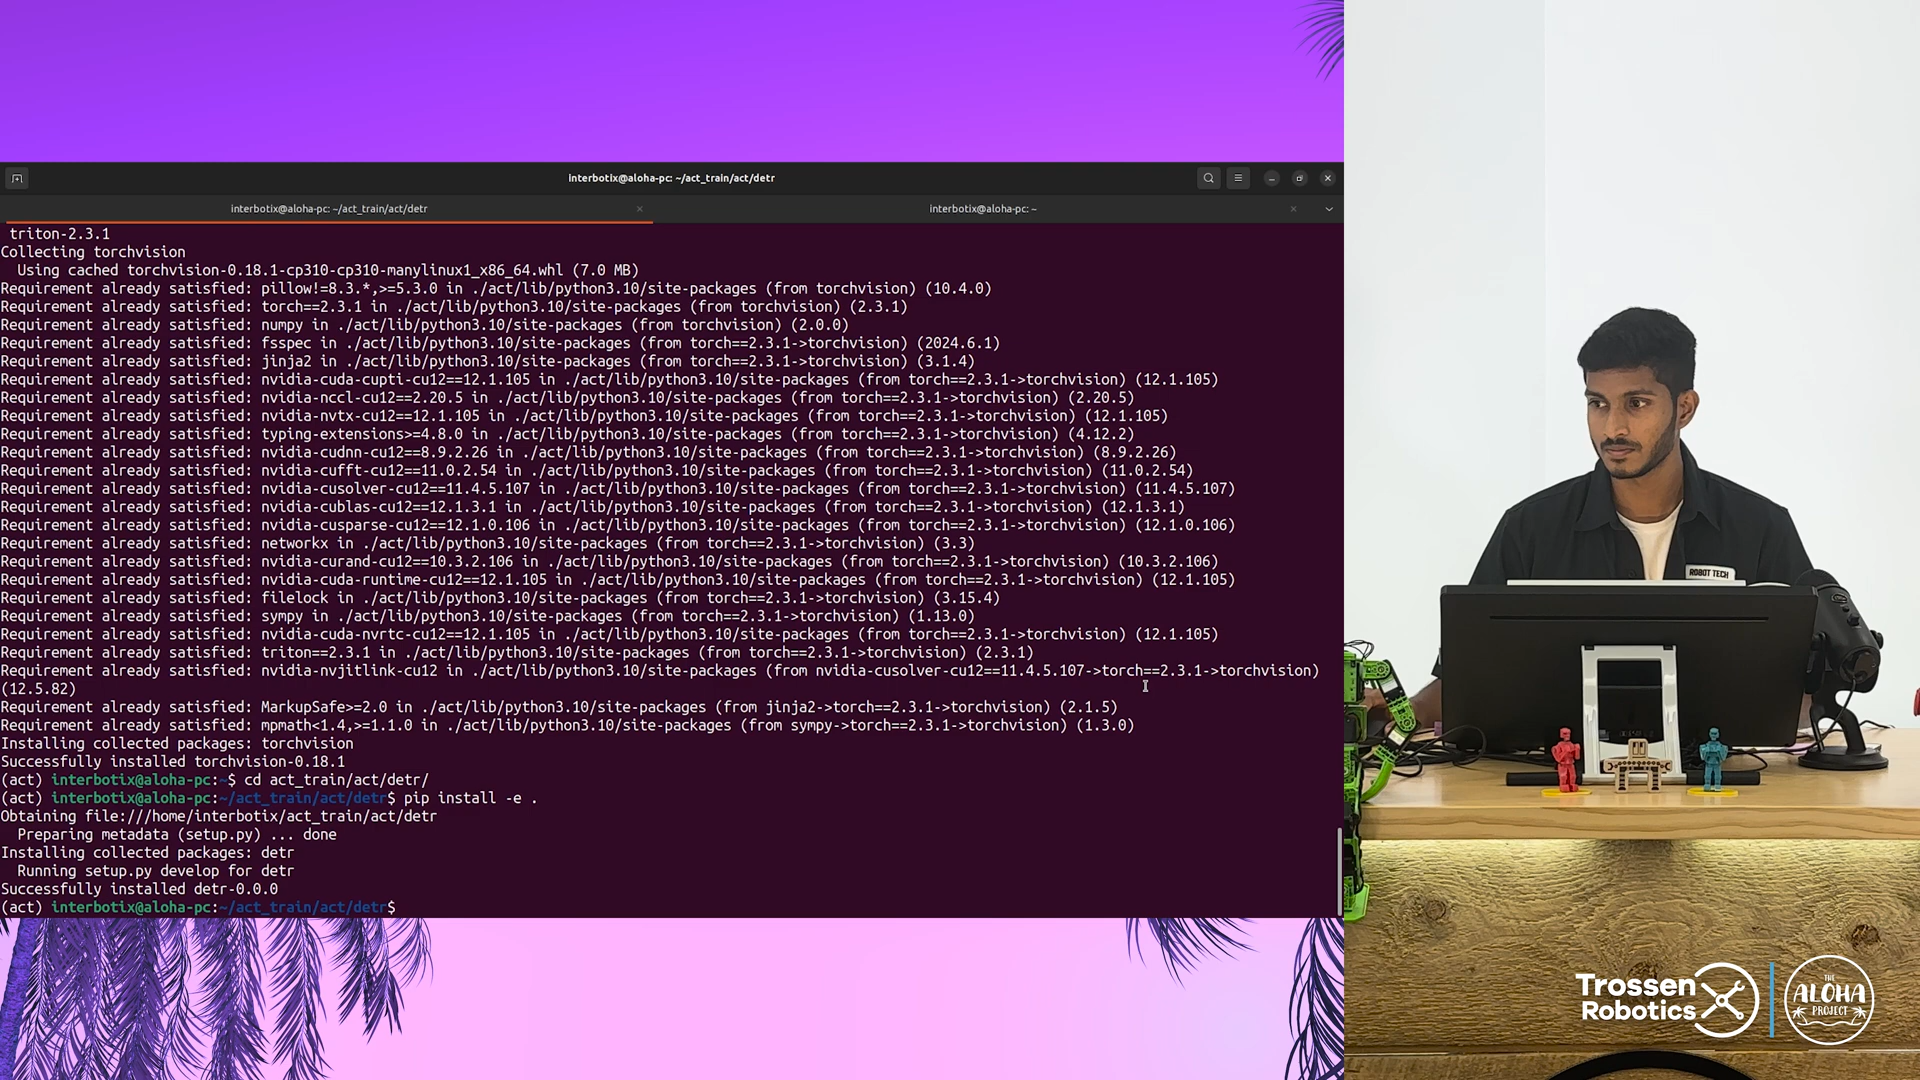 interbotix@aloha-pc: ~/act_train/act/detr
interbotix@aloha-pc: ~/act_train/act/detr
interbotix@aloha-pc: ~
triton-2.3.1
Collecting torchvision
  Using cached torchvision-0.18.1-cp310-cp310-manylinux1_x86_64.whl (7.0 MB)
Requirement already satisfied: pillow!=8.3.*,>=5.3.0 in ./act/lib/python3.10/site-packages (from torchvision) (10.4.0)
Requirement already satisfied: torch==2.3.1 in ./act/lib/python3.10/site-packages (from torchvision) (2.3.1)
Requirement already satisfied: numpy in ./act/lib/python3.10/site-packages (from torchvision) (2.0.0)
Requirement already satisfied: fsspec in ./act/lib/python3.10/site-packages (from torch==2.3.1->torchvision) (2024.6.1)
Requirement already satisfied: jinja2 in ./act/lib/python3.10/site-packages (from torch==2.3.1->torchvision) (3.1.4)
Requirement already satisfied: nvidia-cuda-cupti-cu12==12.1.105 in ./act/lib/python3.10/site-packages (from torch==2.3.1->torchvision) (12.1.105)
Requirement already satisfied: nvidia-nccl-cu12==2.20.5 in ./act/lib/python3.10/site-packages (from torch==2.3.1->torchvision) (2.20.5)
Requirement already satisfied: nvidia-nvtx-cu12==12.1.105 in ./act/lib/python3.10/site-packages (from torch==2.3.1->torchvision) (12.1.105)
Requirement already satisfied: typing-extensions>=4.8.0 in ./act/lib/python3.10/site-packages (from torch==2.3.1->torchvision) (4.12.2)
Requirement already satisfied: nvidia-cudnn-cu12==8.9.2.26 in ./act/lib/python3.10/site-packages (from torch==2.3.1->torchvision) (8.9.2.26)
Requirement already satisfied: nvidia-cufft-cu12==11.0.2.54 in ./act/lib/python3.10/site-packages (from torch==2.3.1->torchvision) (11.0.2.54)
Requirement already satisfied: nvidia-cusolver-cu12==11.4.5.107 in ./act/lib/python3.10/site-packages (from torch==2.3.1->torchvision) (11.4.5.107)
Requirement already satisfied: nvidia-cublas-cu12==12.1.3.1 in ./act/lib/python3.10/site-packages (from torch==2.3.1->torchvision) (12.1.3.1)
Requirement already satisfied: nvidia-cusparse-cu12==12.1.0.106 in ./act/lib/python3.10/site-packages (from torch==2.3.1->torchvision) (12.1.0.106)
Requirement already satisfied: networkx in ./act/lib/python3.10/site-packages (from torch==2.3.1->torchvision) (3.3)
Requirement already satisfied: nvidia-curand-cu12==10.3.2.106 in ./act/lib/python3.10/site-packages (from torch==2.3.1->torchvision) (10.3.2.106)
Requirement already satisfied: nvidia-cuda-runtime-cu12==12.1.105 in ./act/lib/python3.10/site-packages (from torch==2.3.1->torchvision) (12.1.105)
Requirement already satisfied: filelock in ./act/lib/python3.10/site-packages (from torch==2.3.1->torchvision) (3.15.4)
Requirement already satisfied: sympy in ./act/lib/python3.10/site-packages (from torch==2.3.1->torchvision) (1.13.0)
Requirement already satisfied: nvidia-cuda-nvrtc-cu12==12.1.105 in ./act/lib/python3.10/site-packages (from torch==2.3.1->torchvision) (12.1.105)
Requirement already satisfied: triton==2.3.1 in ./act/lib/python3.10/site-packages (from torch==2.3.1->torchvision) (2.3.1)
Requirement already satisfied: nvidia-nvjitlink-cu12 in ./act/lib/python3.10/site-packages (from nvidia-cusolver-cu12==11.4.5.107->torch==2.3.1->torchvision)
(12.5.82)
Requirement already satisfied: MarkupSafe>=2.0 in ./act/lib/python3.10/site-packages (from jinja2->torch==2.3.1->torchvision) (2.1.5)
Requirement already satisfied: mpmath<1.4,>=1.1.0 in ./act/lib/python3.10/site-packages (from sympy->torch==2.3.1->torchvision) (1.3.0)
Installing collected packages: torchvision
Successfully installed torchvision-0.18.1
(act) interbotix@aloha-pc:~$ cd act_train/act/detr/
(act) interbotix@aloha-pc:~/act_train/act/detr$ pip install -e .
Obtaining file:///home/interbotix/act_train/act/detr
  Preparing metadata (setup.py) ... done
Installing collected packages: detr
  Running setup.py develop for detr
Successfully installed detr-0.0.0
(act) interbotix@aloha-pc:~/act_train/act/detr$
ROBOT TECH
Trossen
Robotics
THE
ALOHA
PROJECT